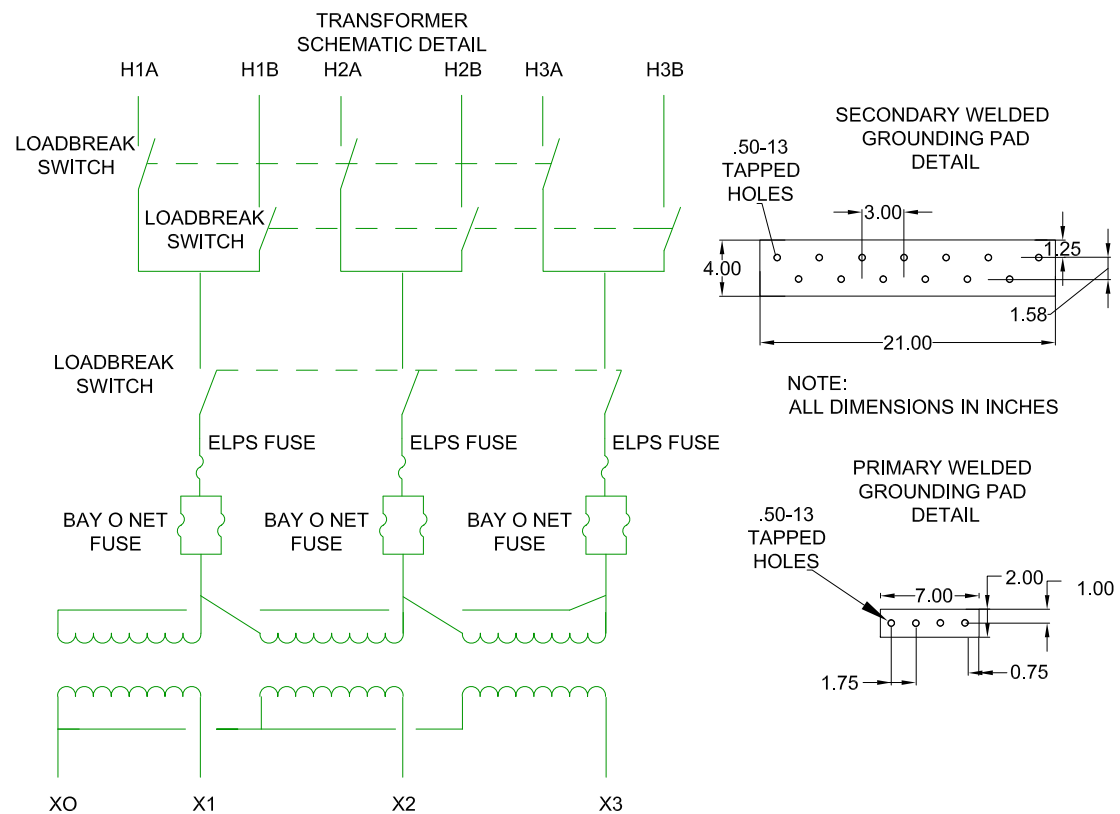 TRANSFORMER
SCHEMATIC DETAIL
H1A H1B H2A H2B H3A H3B
LOADBREAK
SWITCH
LOADBREAK
SWITCH
LOADBREAK
SWITCH
ELPS FUSE ELPS FUSE ELPS FUSE
BAY O NET
FUSE
BAY O NET
FUSE
BAY O NET
FUSE
XO X1 X2 X3
SECONDARY WELDED
GROUNDING PAD
DETAIL
.50-13
TAPPED
HOLES
3.00
4.00
1.25
1.58
21.00
NOTE:
ALL DIMENSIONS IN INCHES
PRIMARY WELDED
GROUNDING PAD
DETAIL
.50-13
TAPPED
HOLES
7.00
2.00
1.00
1.75
0.75